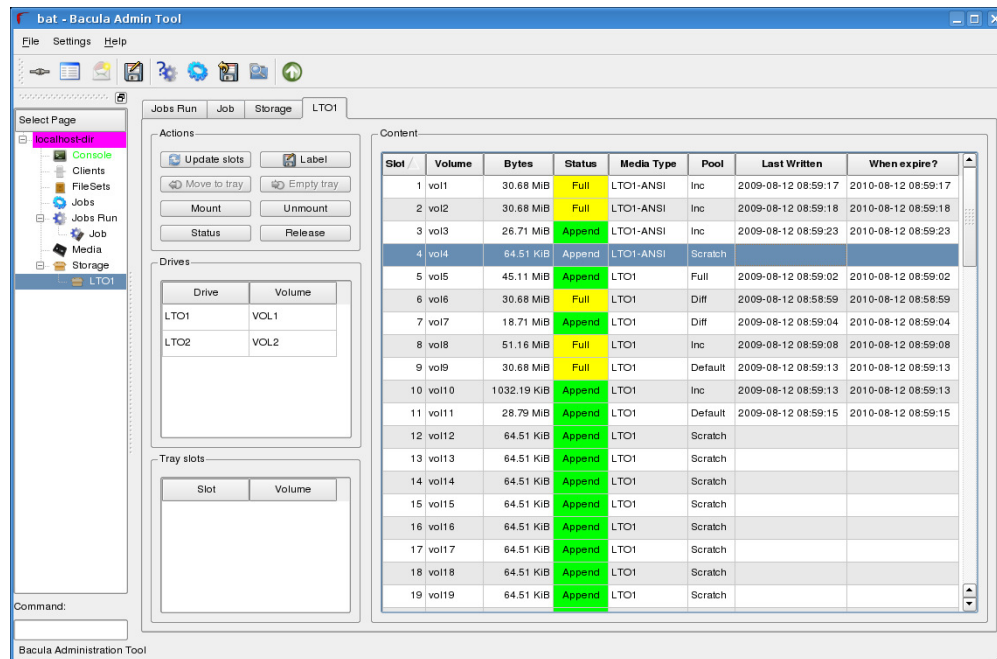 bat - Bacula Admin Tool
File Settings Help
Select Page
localhost-dir
Console
Clients
FileSets
Jobs
Jobs Run
Job
Media
Storage
LTO1
Command:
Bacula Administration Tool
Jobs Run Job Storage LTO1
Actions
Update slots Label
Move to tray Empty tray
Mount Unmount
Status Release
Drives
Drive Volume
LTO1 VOL1
LTO2 VOL2
Tray slots
Slot Volume
Content
Slot Volume Bytes Status Media Type Pool Last Written When expire?
1 vol1 30.68 MiB Full LTO1-ANSI Inc 2009-08-12 08:59:17 2010-08-12 08:59:17
2 vol2 30.68 MiB Full LTO1-ANSI Inc 2009-08-12 08:59:18 2010-08-12 08:59:18
3 vol3 26.71 MiB Append LTO1-ANSI Inc 2009-08-12 08:59:23 2010-08-12 08:59:23
4 vol4 64.51 KiB Append LTO1-ANSI Scratch
5 vol5 45.11 MiB Append LTO1 Full 2009-08-12 08:59:02 2010-08-12 08:59:02
6 vol6 30.68 MiB Full LTO1 Diff 2009-08-12 08:58:59 2010-08-12 08:58:59
7 vol7 18.71 MiB Append LTO1 Diff 2009-08-12 08:59:04 2010-08-12 08:59:04
8 vol8 51.16 MiB Full LTO1 Inc 2009-08-12 08:59:08 2010-08-12 08:59:08
9 vol9 30.68 MiB Full LTO1 Default 2009-08-12 08:59:13 2010-08-12 08:59:13
10 vol10 1032.19 KiB Append LTO1 Inc 2009-08-12 08:59:13 2010-08-12 08:59:13
11 vol11 28.79 MiB Append LTO1 Default 2009-08-12 08:59:15 2010-08-12 08:59:15
12 vol12 64.51 KiB Append LTO1 Scratch
13 vol13 64.51 KiB Append LTO1 Scratch
14 vol14 64.51 KiB Append LTO1 Scratch
15 vol15 64.51 KiB Append LTO1 Scratch
16 vol16 64.51 KiB Append LTO1 Scratch
17 vol17 64.51 KiB Append LTO1 Scratch
18 vol18 64.51 KiB Append LTO1 Scratch
19 vol19 64.51 KiB Append LTO1 Scratch